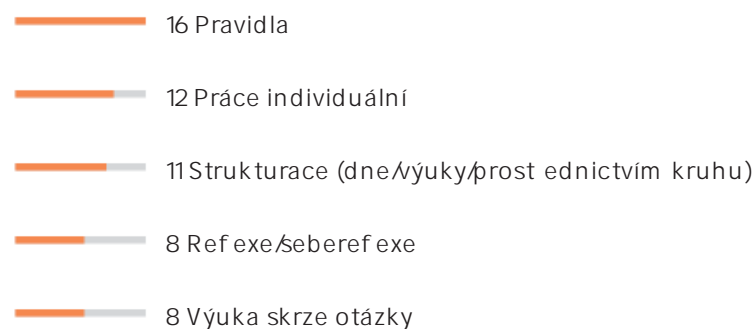 16 Pravidla
12 Práce individuální
11 Strukturace (dne/výuky/prost ednictvím kruhu)
8 Ref exe/seberef exe
8 Výuka skrze otázky